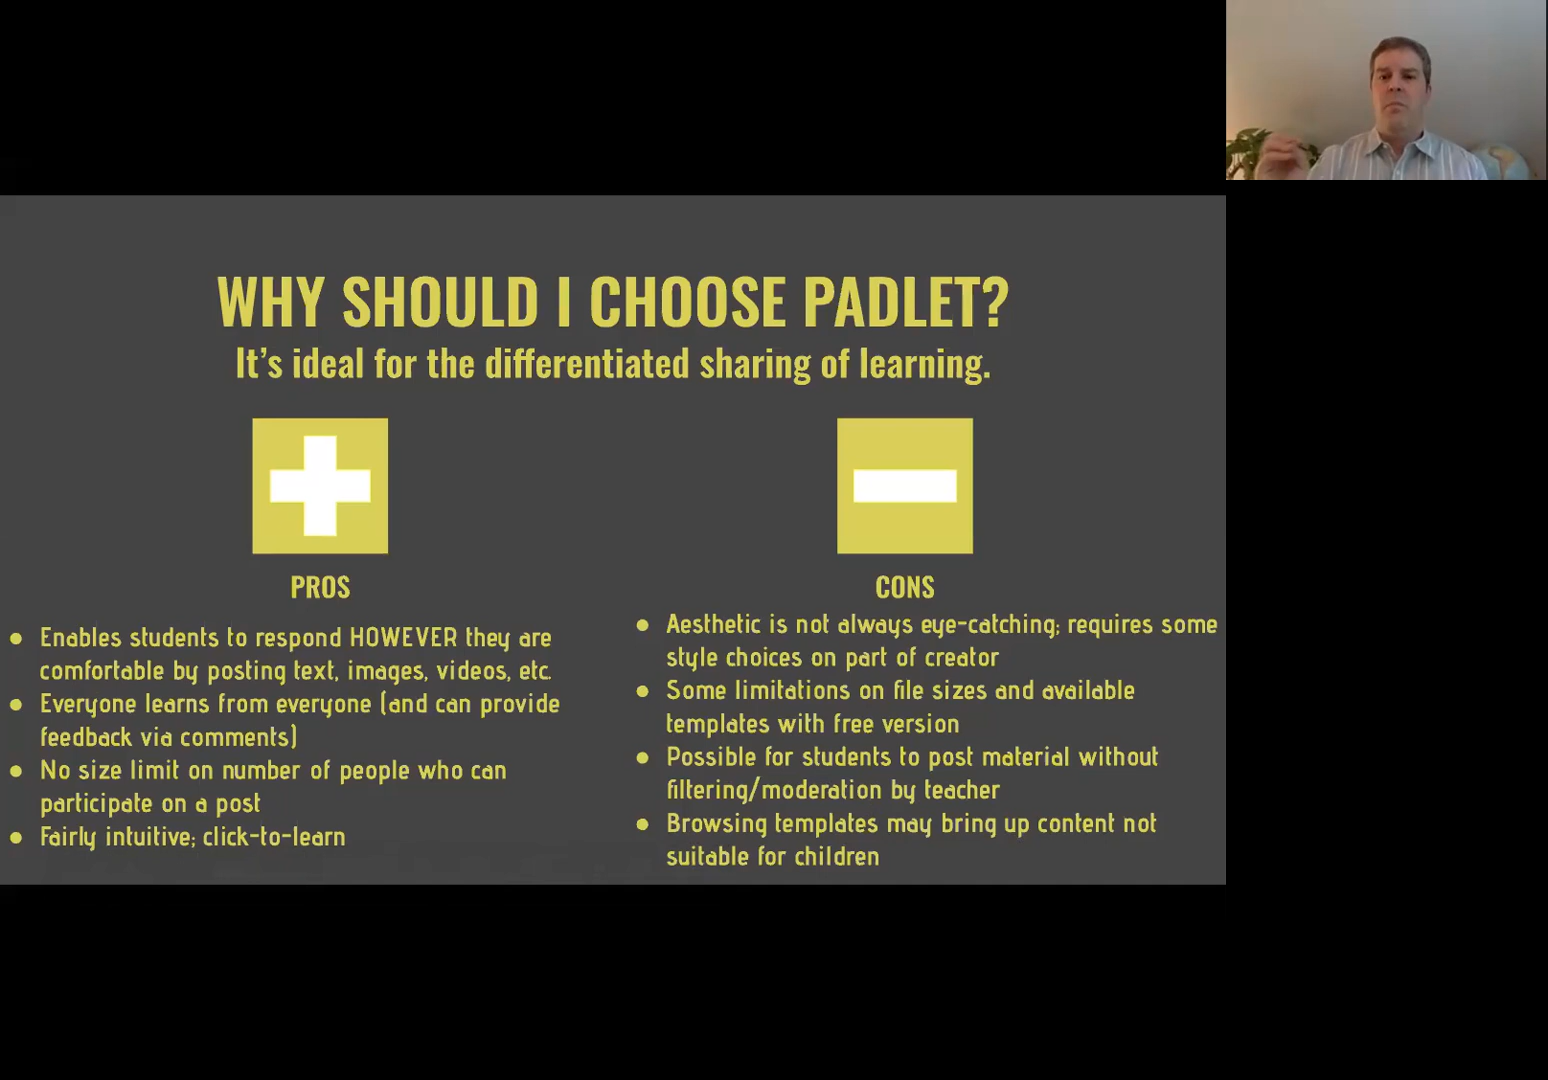 WHY SHOULD I CHOOSE PADLET?
It's ideal for the differentiated sharing of learning.
PROS
● Enables students to respond HOWEVER they are
comfortable by posting text, images, videos, etc.
● Everyone learns from everyone (and can provide
feedback via comments)
● No size limit on number of people who can
participate on a post
● Fairly intuitive; click-to-learn
CONS
● Aesthetic is not always eye-catching; requires some
style choices on part of creator
● Some limitations on file sizes and available
templates with free version
● Possible for students to post material without
filtering/moderation by teacher
● Browsing templates may bring up content not
suitable for children